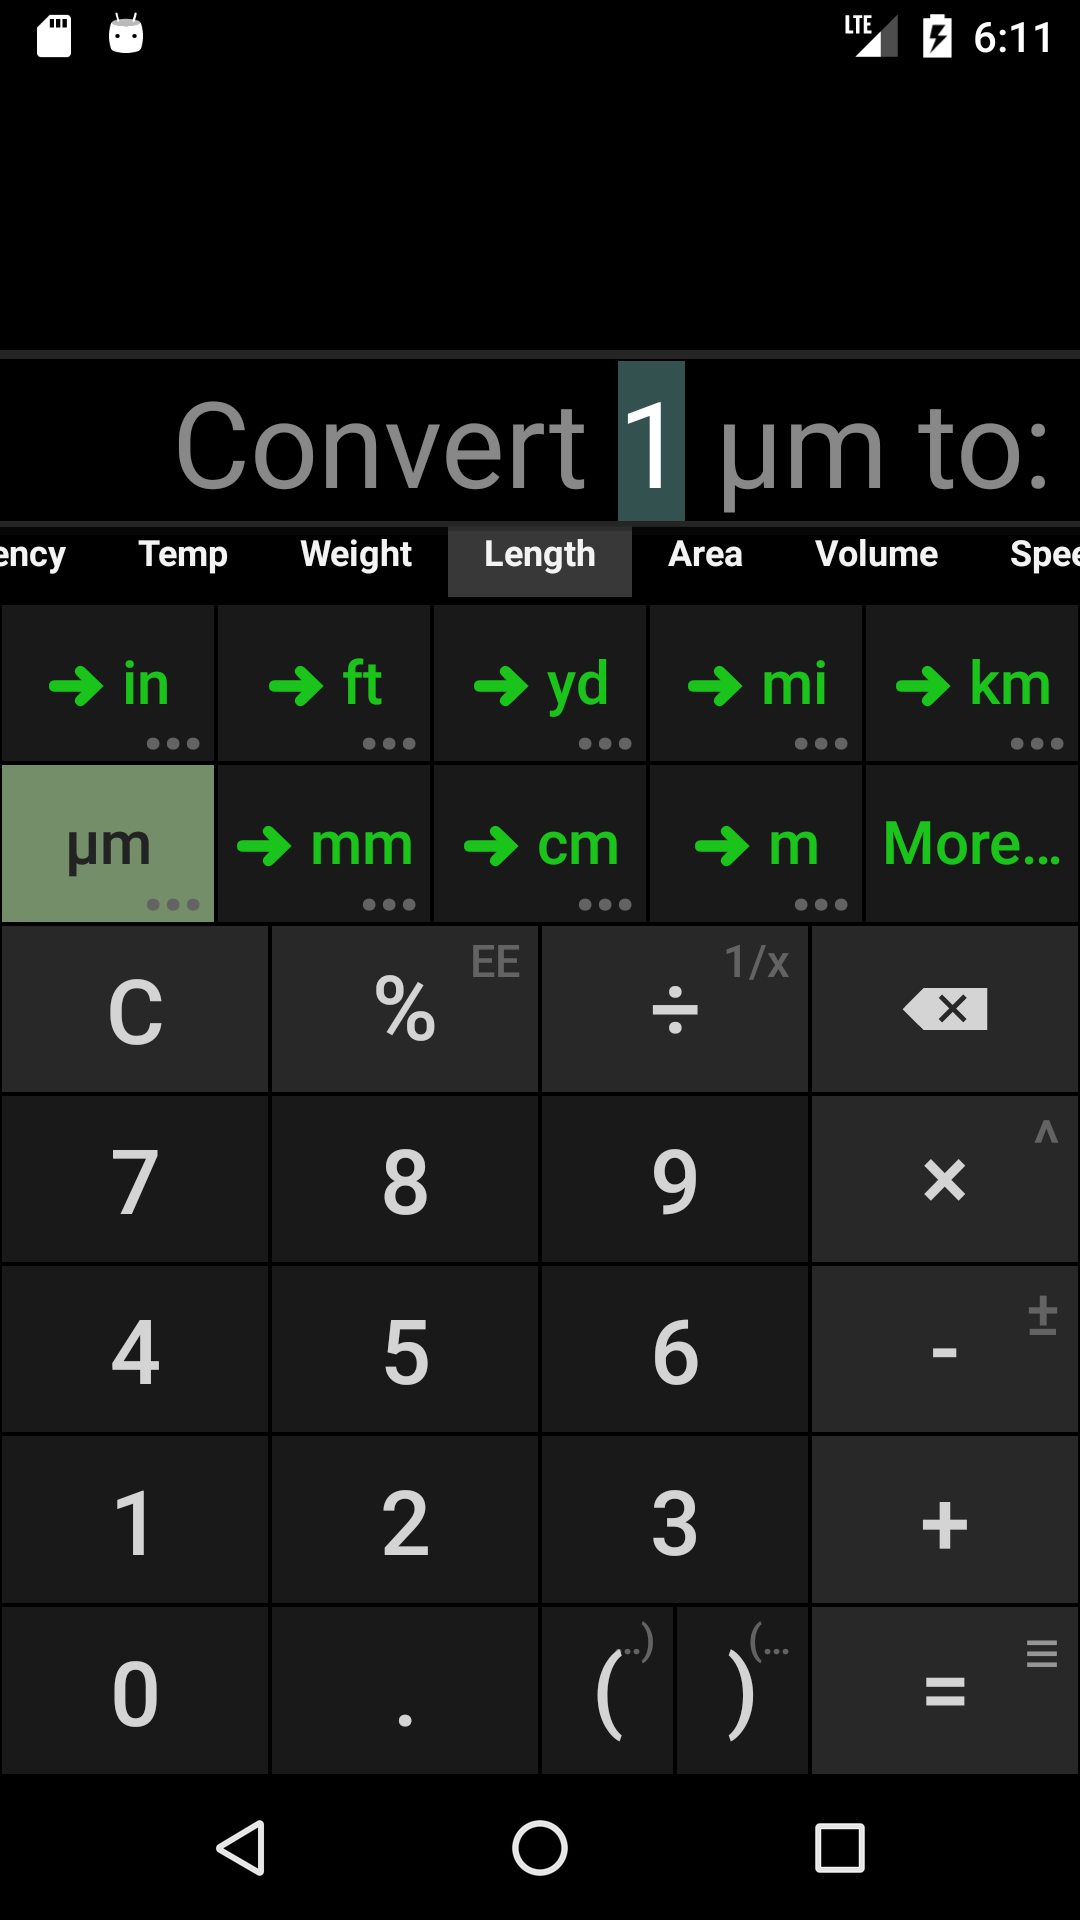 LTE 6:11
Convert 1 µm to:
ency Temp Weight Length Area Volume Spee
➔ in ➔ ft ➔ yd ➔ mi ➔ km
µm ➔ mm ➔ cm ➔ m More...
C % EE ÷ 1/x
7 8 9 × ^
4 5 6 - ±
1 2 3 +
0 . ( ..) ) (... = ≡